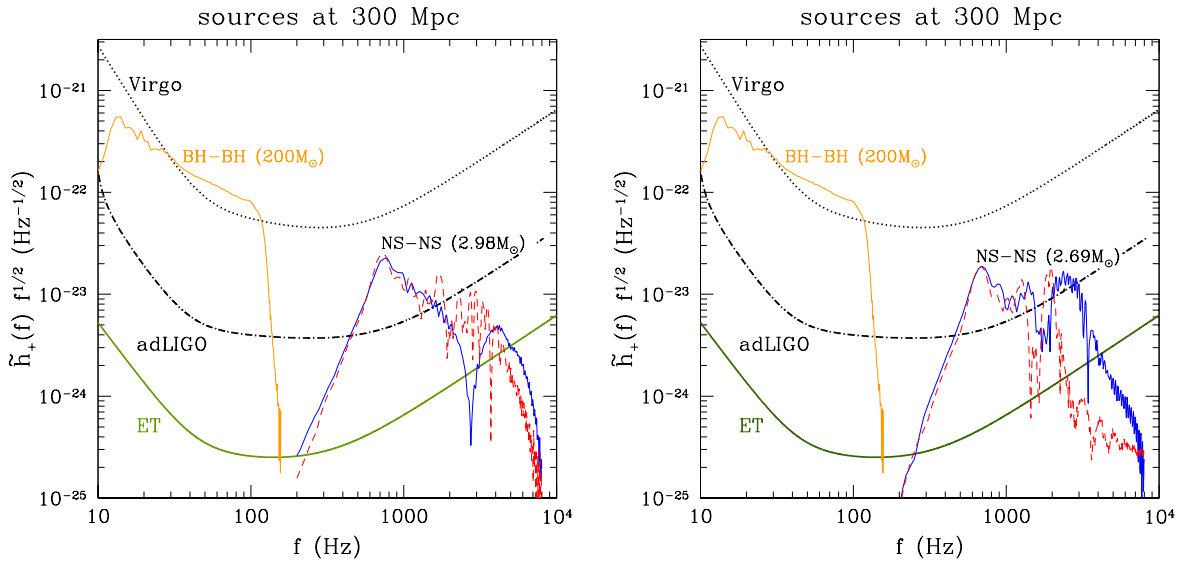 sources at 300 Mpc
10⁻²¹
10⁻²²
10⁻²³
10⁻²⁴
10⁻²⁵
h̃₊(f) f^1/2 (Hz^−1/2)
Virgo
BH−BH (200M⊙)
NS−NS (2.98M⊙)
adLIGO
ET
10
100
1000
10⁴
f (Hz)
sources at 300 Mpc
10⁻²¹
10⁻²²
10⁻²³
10⁻²⁴
10⁻²⁵
h̃₊(f) f^1/2 (Hz^−1/2)
Virgo
BH−BH (200M⊙)
NS−NS (2.69M⊙)
adLIGO
ET
10
100
1000
10⁴
f (Hz)